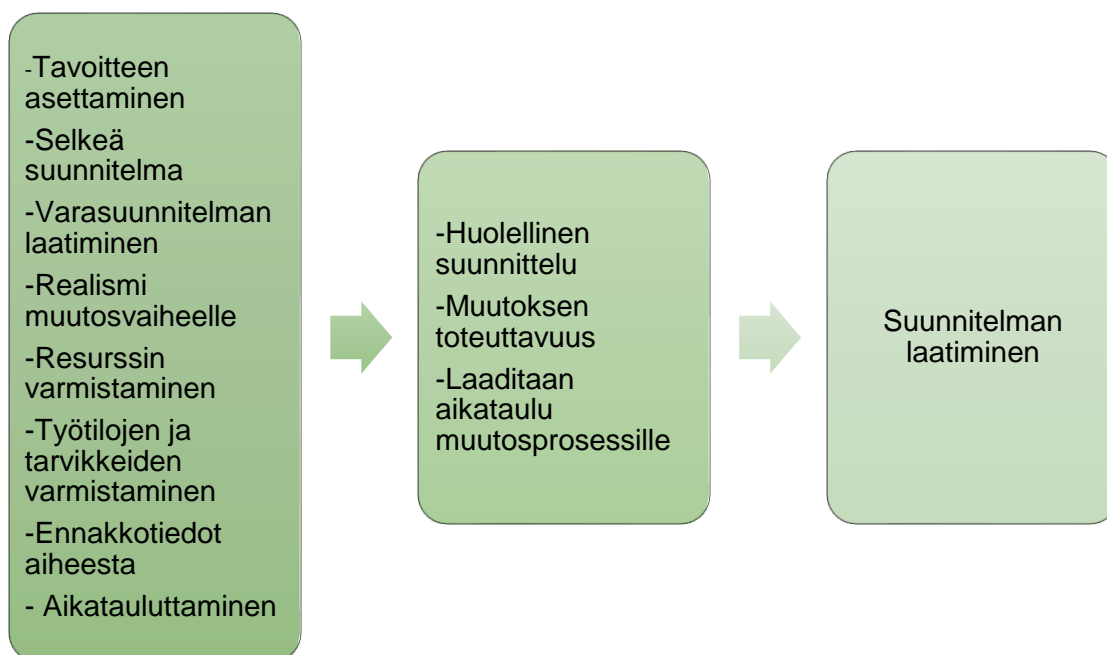 -Tavoitteen
asettaminen
-Selkeä
suunnitelma
-Varasuunnitelman
laatiminen
-Realismi
muutosvaiheelle
-Resurssin
varmistaminen
-Työtilojen ja
tarvikkeiden
varmistaminen
-Ennakkotiedot
aiheesta
- Aikatauluttaminen
-Huolellinen
suunnittelu
-Muutoksen
toteuttavuus
-Laaditaan
aikataulu
muutosprosessille
Suunnitelman
laatiminen